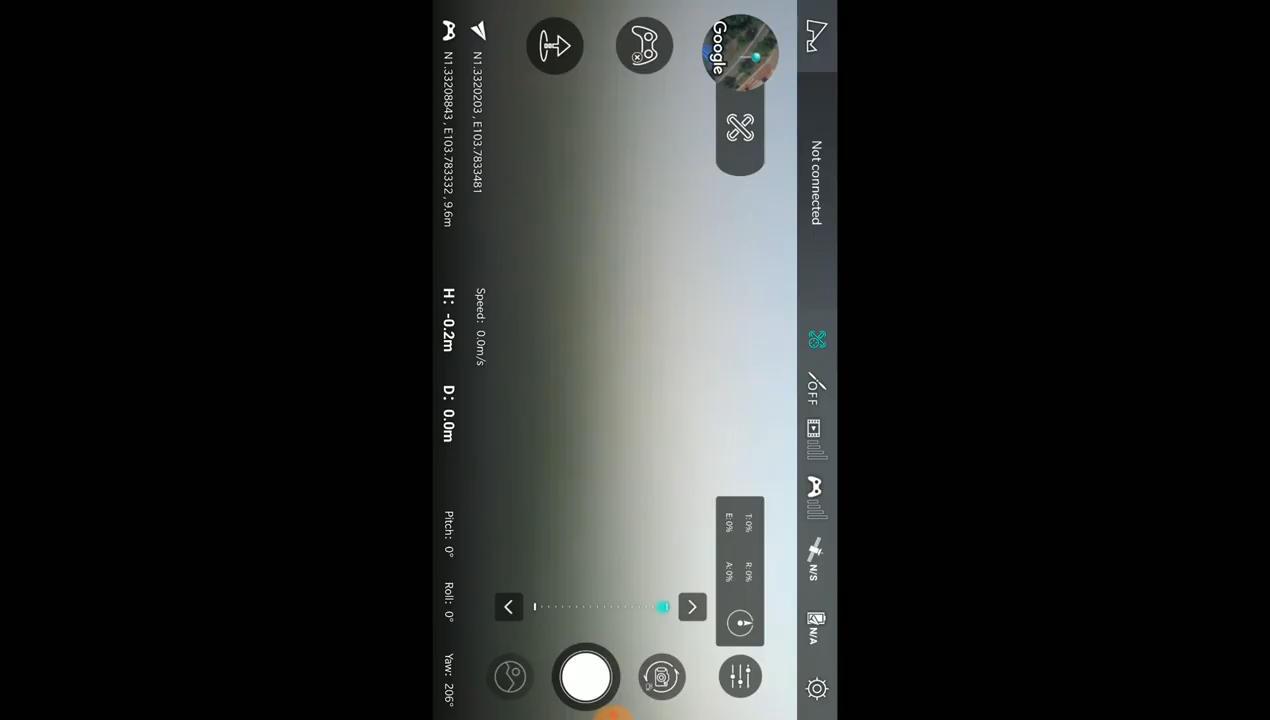 Not connected
OFF
N/S
N/A
Google
T: 0%
R: 0%
E: 0%
A: 0%
N1.3320203 , E103.7833481
Speed: 0.0m/s
N1.33208843 , E103.783332 , 9.6m
H: -0.2m
D: 0.0m
Pitch: 0°
Roll: 0°
Yaw: 206°